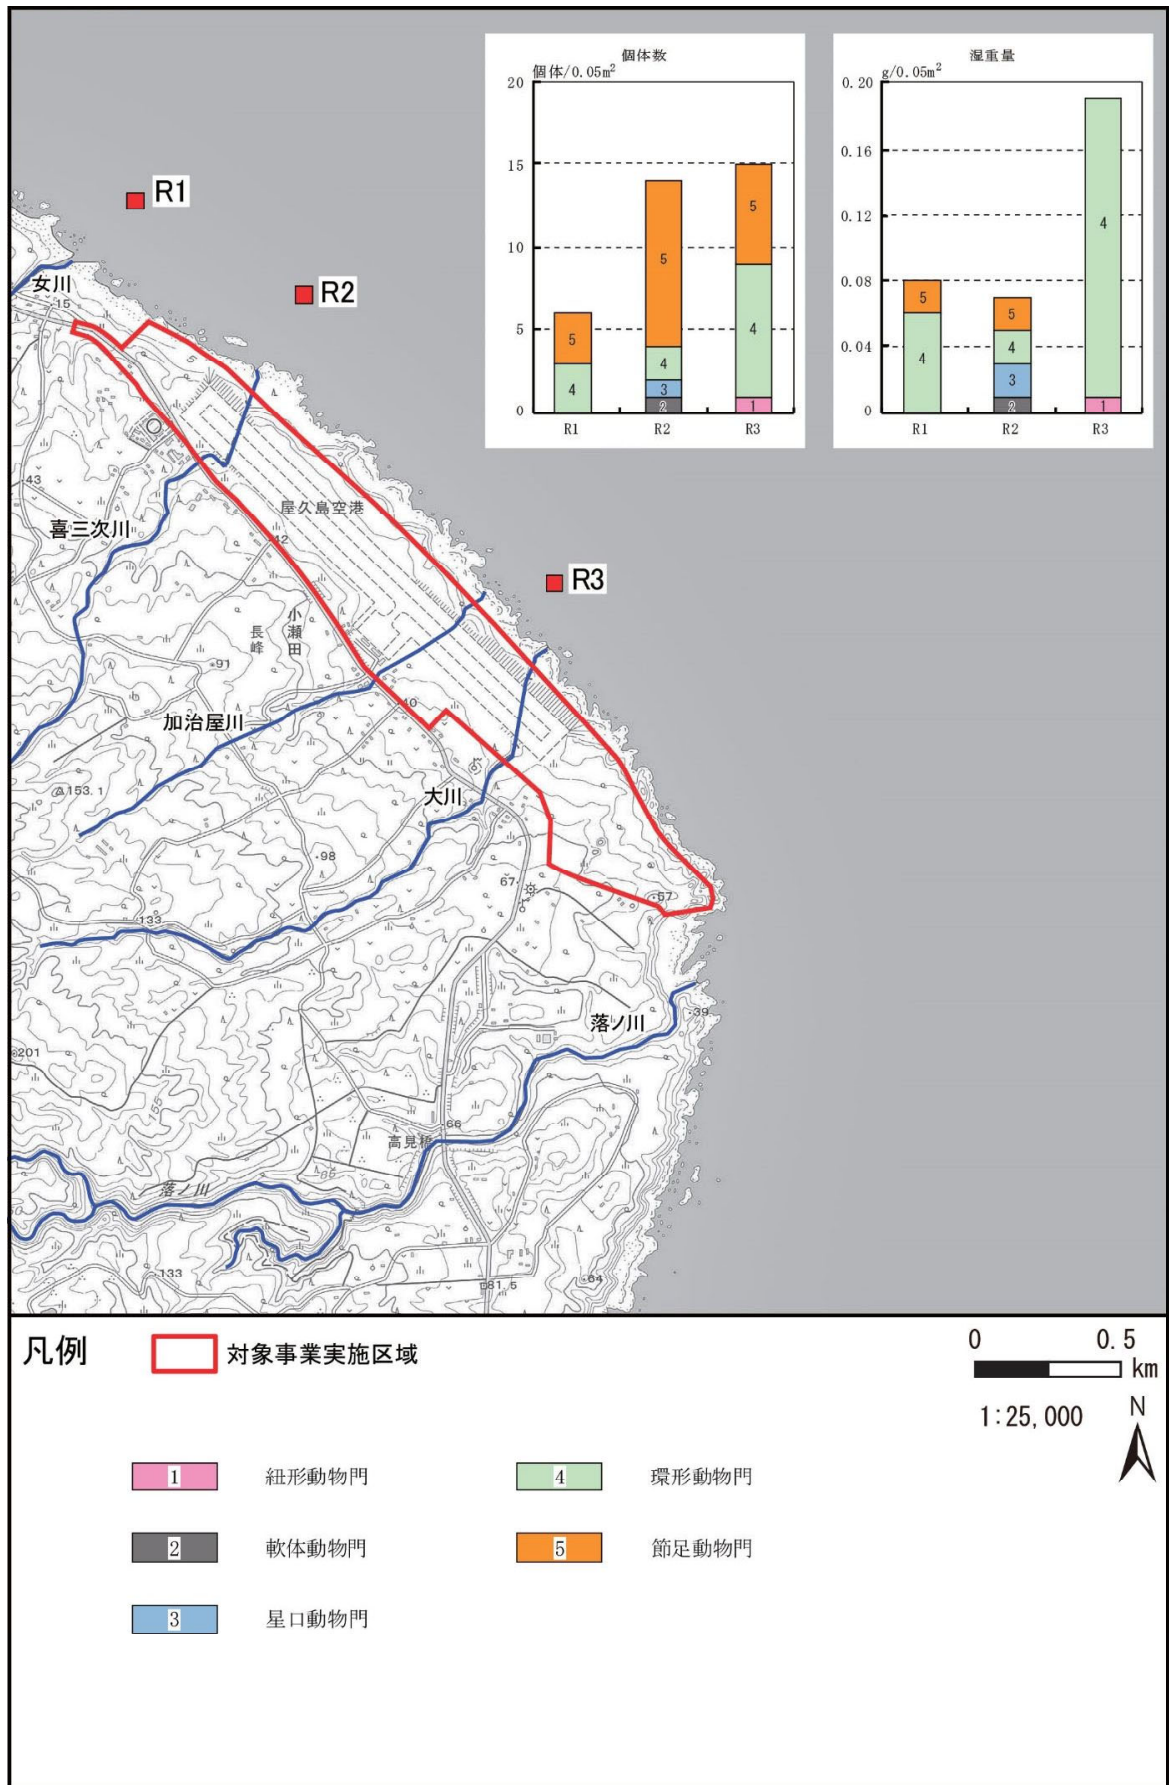 個体数
個体/0.05m²
20
15
10
5
0
5
4
5
4
3
2
5
4
1
R1 R2 R3
湿重量
g/0.05m²
0.20
0.16
0.12
0.08
0.04
0
5
4
5
4
3
2
4
1
R1 R2 R3
R1
R2
女川
15
43
屋久島空港
喜三次川
42
R3
小瀬田
長峰
91
加治屋川
40
大川
153.1
98
67
57
133
落ノ川
39
201
155
66
高見橋
落ノ川
133
81.5
64
凡例
対象事業実施区域
0 0.5
km
1:25,000
N
1 紐形動物門
4 環形動物門
2 軟体動物門
5 節足動物門
3 星口動物門